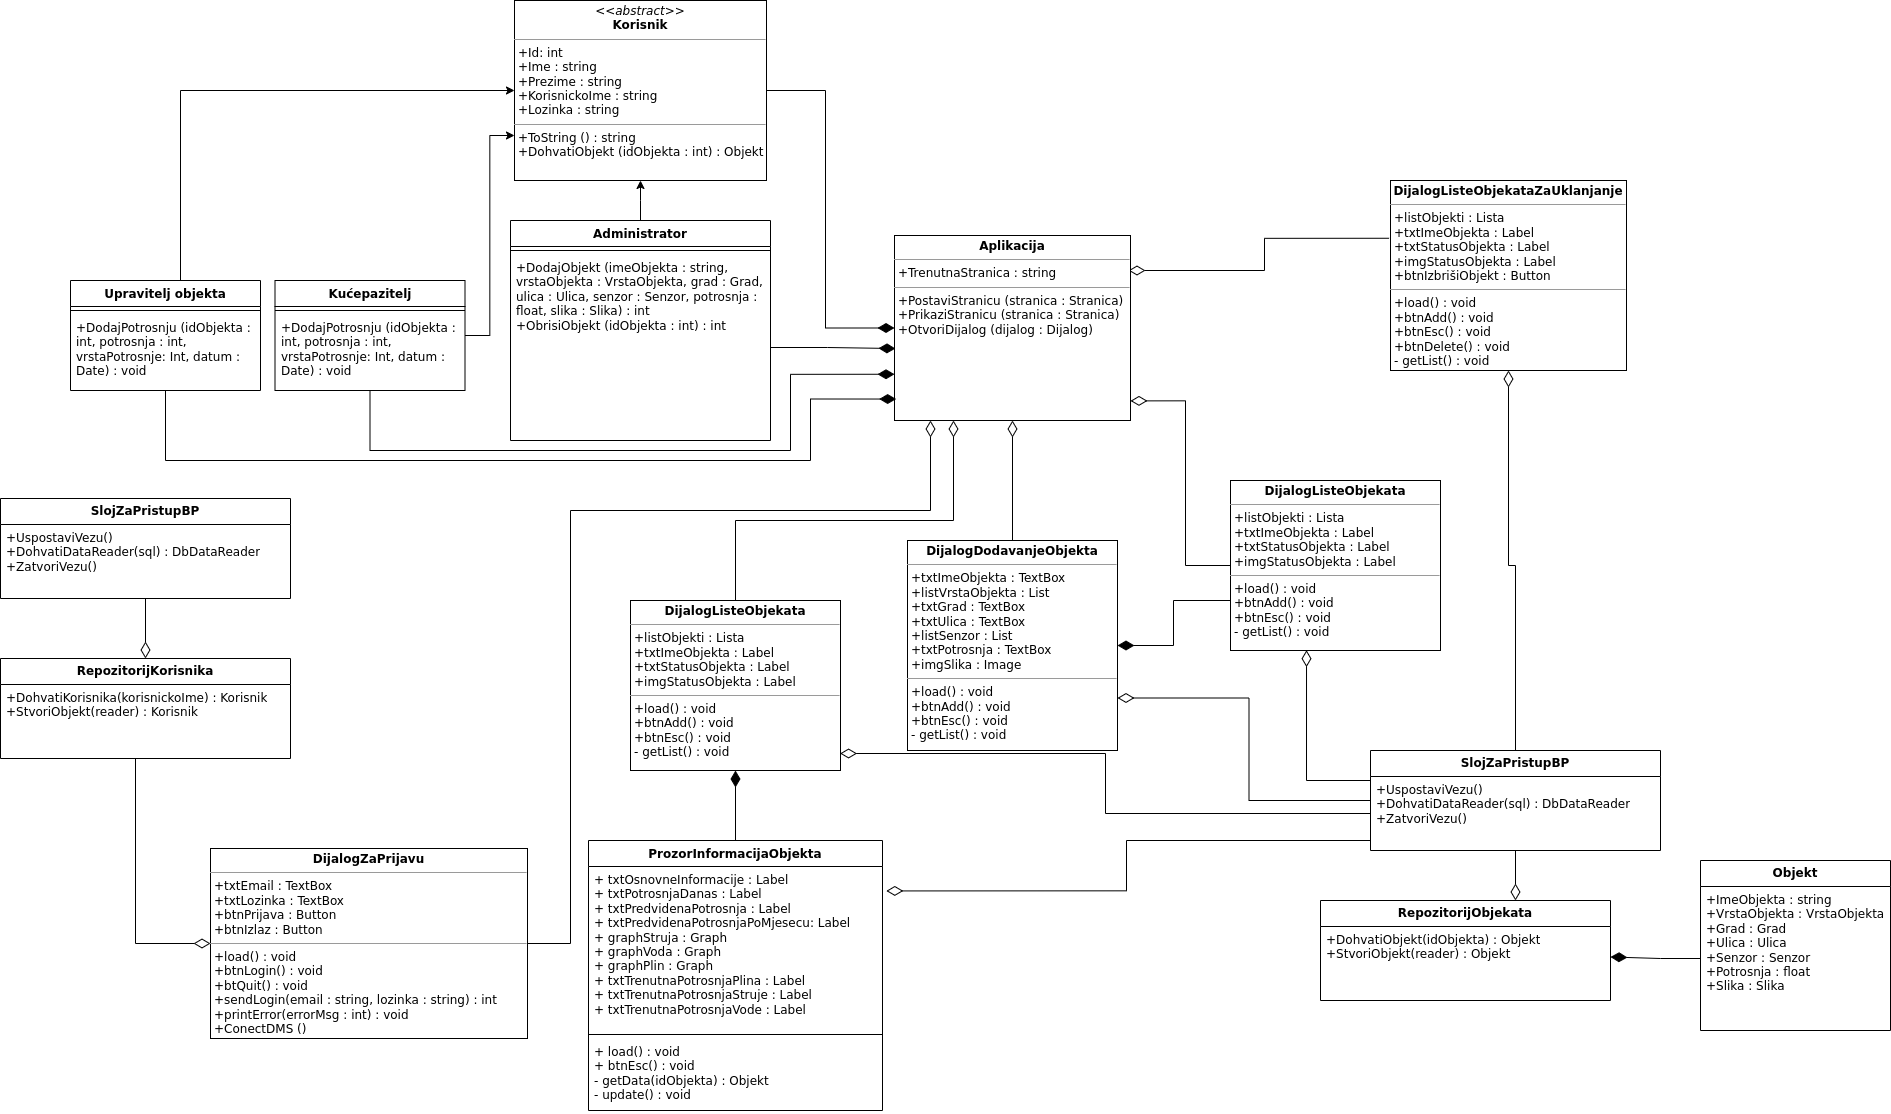 <<abstract>>
Korisnik
+Id: int
+Ime : string
+Prezime : string
+KorisnickoIme : string
+Lozinka : string
+ToString () : string
+DohvatiObjekt (idObjekta : int) : Objekt
Administrator
+DodajObjekt (imeObjekta : string,
vrstaObjekta : VrstaObjekta, grad : Grad,
ulica : Ulica, senzor : Senzor, potrosnja :
float, slika : Slika) : int
+ObrisiObjekt (idObjekta : int) : int
Upravitelj objekta
+DodajPotrosnju (idObjekta :
int, potrosnja : int,
vrstaPotrosnje: Int, datum :
Date) : void
Kućepazitelj
+DodajPotrosnju (idObjekta :
int, potrosnja : int,
vrstaPotrosnje: Int, datum :
Date) : void
Aplikacija
+TrenutnaStranica : string
+PostaviStranicu (stranica : Stranica)
+PrikaziStranicu (stranica : Stranica)
+OtvoriDijalog (dijalog : Dijalog)
DijalogListeObjekataZaUklanjanje
+listObjekti : Lista
+txtImeObjekta : Label
+txtStatusObjekta : Label
+imgStatusObjekta : Label
+btnIzbrišiObjekt : Button
+load() : void
+btnAdd() : void
+btnEsc() : void
+btnDelete() : void
- getList() : void
SlojZaPristupBP
+UspostaviVezu()
+DohvatiDataReader(sql) : DbDataReader
+ZatvoriVezu()
RepozitorijKorisnika
+DohvatiKorisnika(korisnickoIme) : Korisnik
+StvoriObjekt(reader) : Korisnik
DijalogZaPrijavu
+txtEmail : TextBox
+txtLozinka : TextBox
+btnPrijava : Button
+btnIzlaz : Button
+load() : void
+btnLogin() : void
+btQuit() : void
+sendLogin(email : string, lozinka : string) : int
+printError(errorMsg : int) : void
+ConectDMS ()
DijalogListeObjekata
+listObjekti : Lista
+txtImeObjekta : Label
+txtStatusObjekta : Label
+imgStatusObjekta : Label
+load() : void
+btnAdd() : void
+btnEsc() : void
- getList() : void
ProzorInformacijaObjekta
+ txtOsnovneInformacije : Label
+ txtPotrosnjaDanas : Label
+ txtPredvidenaPotrosnja : Label
+ txtPredvidenaPotrosnjaPoMjesecu: Label
+ graphStruja : Graph
+ graphVoda : Graph
+ graphPlin : Graph
+ txtTrenutnaPotrosnjaPlina : Label
+ txtTrenutnaPotrosnjaStruje : Label
+ txtTrenutnaPotrosnjaVode : Label
+ load() : void
+ btnEsc() : void
- getData(idObjekta) : Objekt
- update() : void
DijalogDodavanjeObjekta
+txtImeObjekta : TextBox
+listVrstaObjekta : List
+txtGrad : TextBox
+txtUlica : TextBox
+listSenzor : List
+txtPotrosnja : TextBox
+imgSlika : Image
+load() : void
+btnAdd() : void
+btnEsc() : void
- getList() : void
DijalogListeObjekata
+listObjekti : Lista
+txtImeObjekta : Label
+txtStatusObjekta : Label
+imgStatusObjekta : Label
+load() : void
+btnAdd() : void
+btnEsc() : void
- getList() : void
SlojZaPristupBP
+UspostaviVezu()
+DohvatiDataReader(sql) : DbDataReader
+ZatvoriVezu()
RepozitorijObjekata
+DohvatiObjekt(idObjekta) : Objekt
+StvoriObjekt(reader) : Objekt
Objekt
+ImeObjekta : string
+VrstaObjekta : VrstaObjekta
+Grad : Grad
+Ulica : Ulica
+Senzor : Senzor
+Potrosnja : float
+Slika : Slika